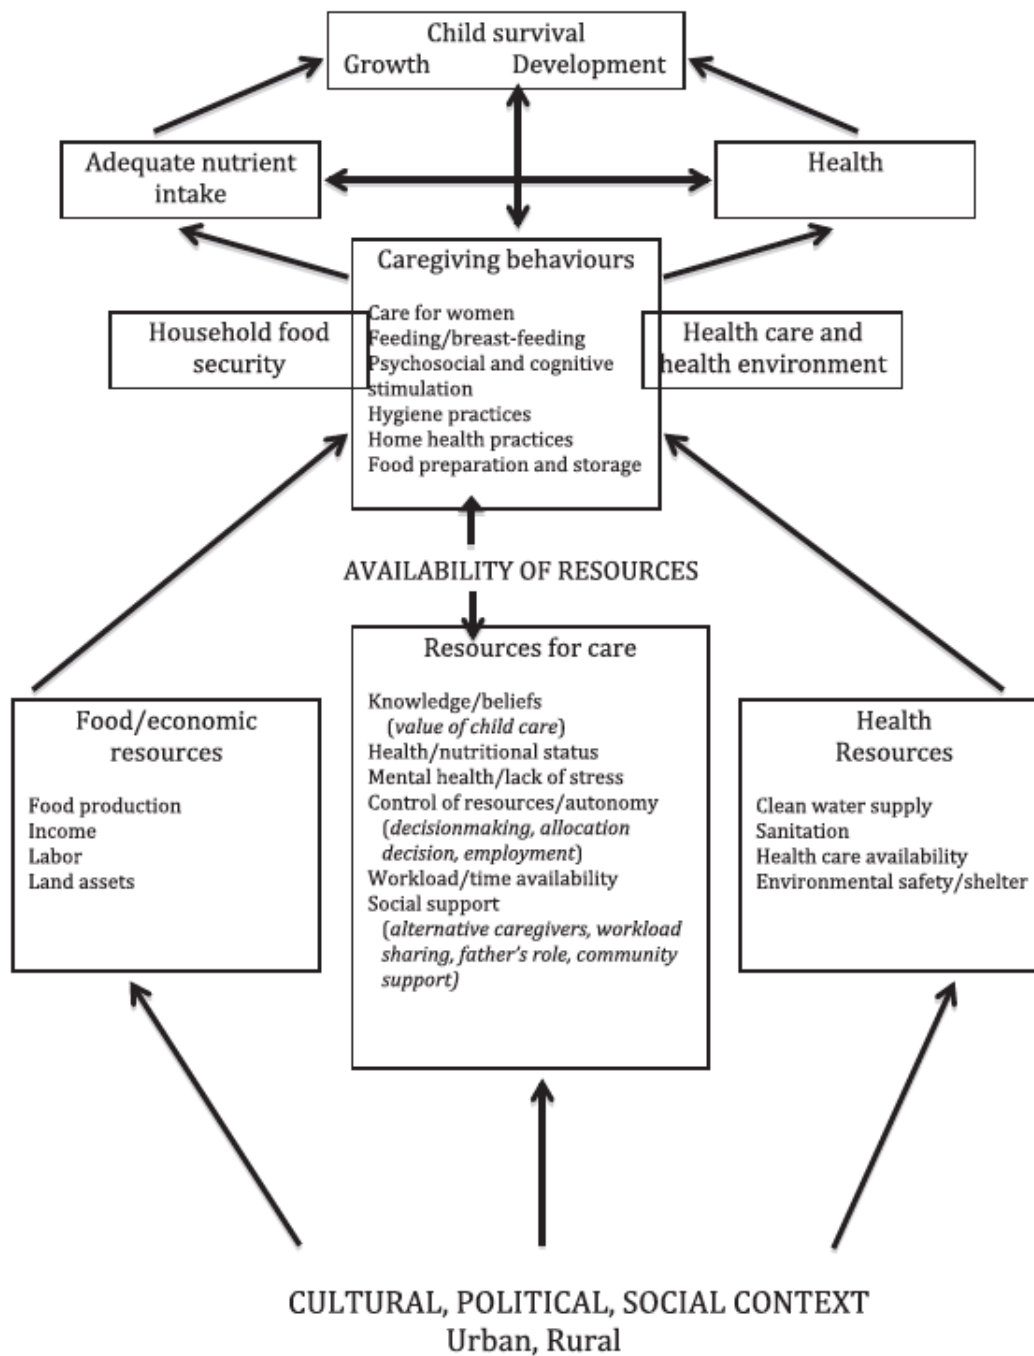 Child survival
Growth Development
Adequate nutrient
intake
Health
Caregiving behaviours
Care for women
Feeding/breast-feeding
Psychosocial and cognitive
stimulation
Hygiene practices
Home health practices
Food preparation and storage
Household food
security
Health care and
health environment
AVAILABILITY OF RESOURCES
Food/economic
resources
Food production
Income
Labor
Land assets
Resources for care
Knowledge/beliefs
(value of child care)
Health/nutritional status
Mental health/lack of stress
Control of resources/autonomy
(decisionmaking, allocation
decision, employment)
Workload/time availability
Social support
(alternative caregivers, workload
sharing, father's role, community
support)
Health
Resources
Clean water supply
Sanitation
Health care availability
Environmental safety/shelter
CULTURAL, POLITICAL, SOCIAL CONTEXT
Urban, Rural